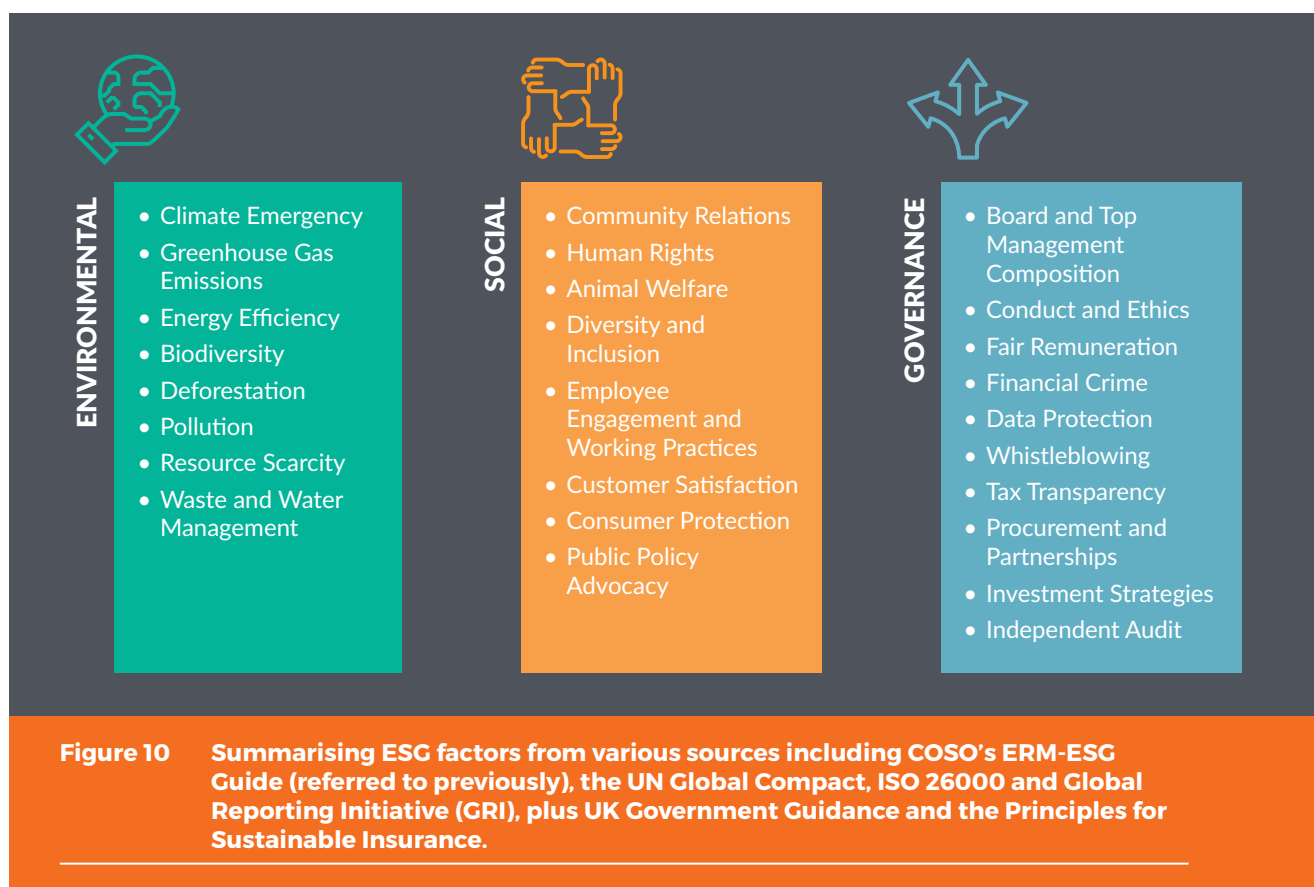 ENVIRONMENTAL
• Climate Emergency
• Greenhouse Gas
Emissions
• Energy Efficiency
• Biodiversity
• Deforestation
• Pollution
• Resource Scarcity
• Waste and Water
Management
SOCIAL
• Community Relations
• Human Rights
• Animal Welfare
• Diversity and
Inclusion
• Employee
Engagement and
Working Practices
• Customer Satisfaction
• Consumer Protection
• Public Policy
Advocacy
GOVERNANCE
• Board and Top
Management
Composition
• Conduct and Ethics
• Fair Remuneration
• Financial Crime
• Data Protection
• Whistleblowing
• Tax Transparency
• Procurement and
Partnerships
• Investment Strategies
• Independent Audit
Figure 10 Summarising ESG factors from various sources including COSO’s ERM-ESG
Guide (referred to previously), the UN Global Compact, ISO 26000 and Global
Reporting Initiative (GRI), plus UK Government Guidance and the Principles for
Sustainable Insurance.